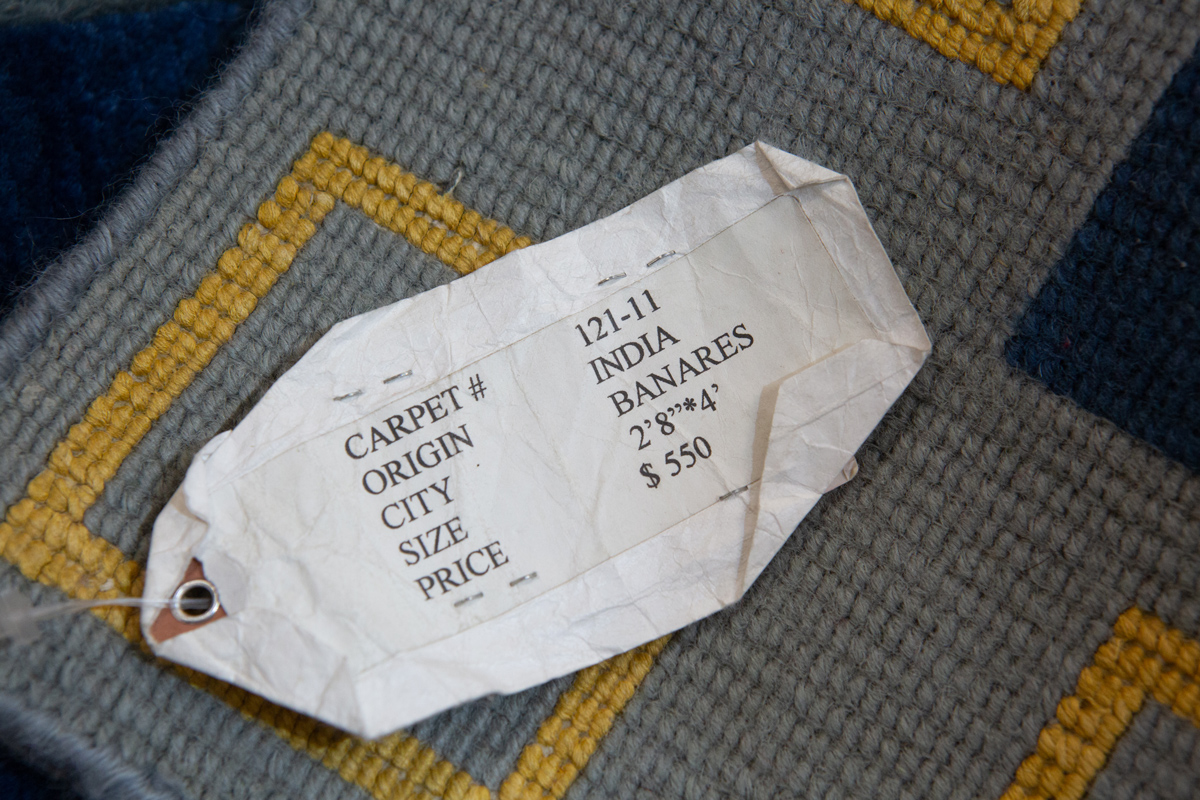 CARPET # 121-11
ORIGIN INDIA
CITY BANARES
SIZE 2’8”*4’
PRICE $ 550